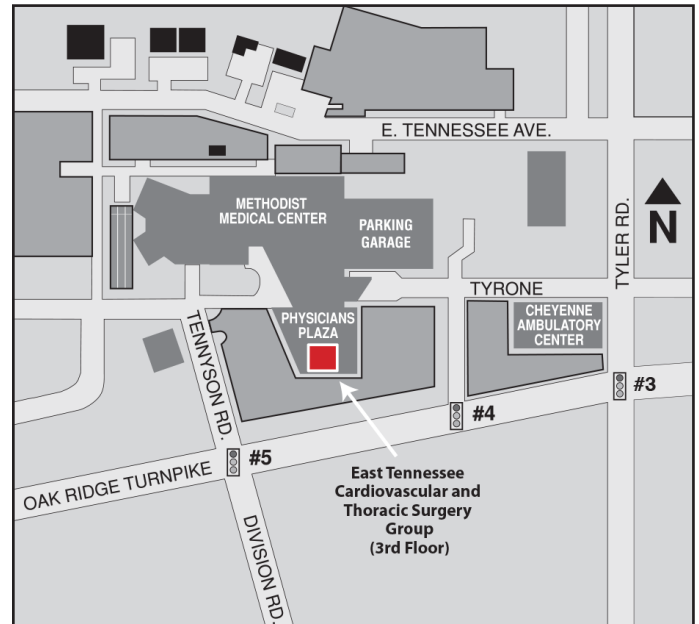 E. TENNESSEE AVE.
METHODIST
MEDICAL CENTER
PARKING
GARAGE
TYLER RD.
N
TYRONE
PHYSICIANS
PLAZA
CHEYENNE
AMBULATORY
CENTER
TENNYSON RD.
#3
#4
#5
OAK RIDGE TURNPIKE
East Tennessee
Cardiovascular and
Thoracic Surgery
Group
(3rd Floor)
DIVISION RD.